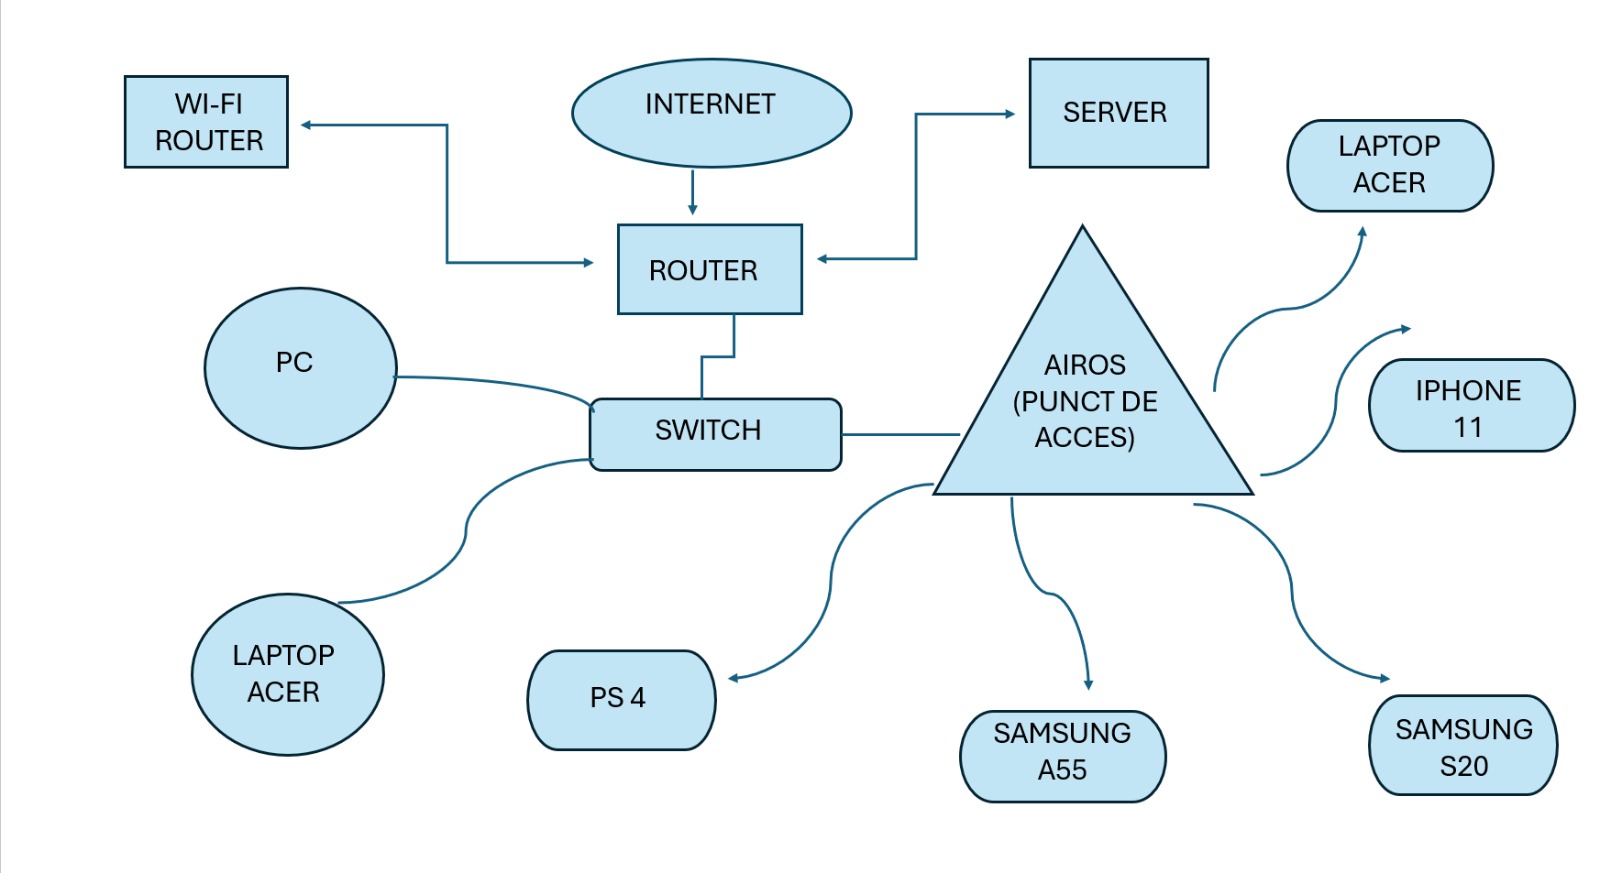 WI-FI
ROUTER
INTERNET
SERVER
LAPTOP
ACER
ROUTER
PC
AIROS
(PUNCT DE
ACCES)
IPHONE
11
SWITCH
LAPTOP
ACER
PS 4
SAMSUNG
A55
SAMSUNG
S20